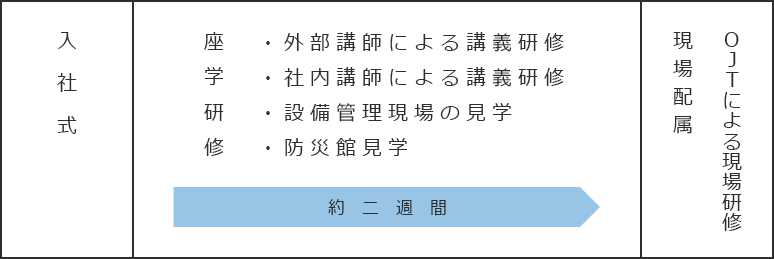 入社式
座学研修
・外部講師による講義研修
・社内講師による講義研修
・設備管理現場の見学
・防災館見学
約二週間
現場配属
OJTによる現場研修